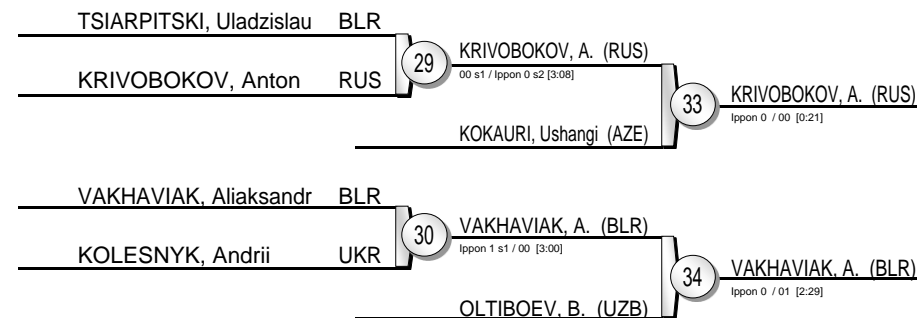 TSIARPITSKI, Uladzislau BLR
29
KRIVOBOKOV, A. (RUS)
00 s1 / Ippon 0 s2 [3:08]
KRIVOBOKOV, Anton RUS
33
KRIVOBOKOV, A. (RUS)
Ippon 0 / 00 [0:21]
KOKAURI, Ushangi (AZE)
VAKHAVIAK, Aliaksandr BLR
30
VAKHAVIAK, A. (BLR)
Ippon 1 s1 / 00 [3:00]
KOLESNYK, Andrii UKR
34
VAKHAVIAK, A. (BLR)
Ippon 0 / 01 [2:29]
OLTIBOEV, B. (UZB)